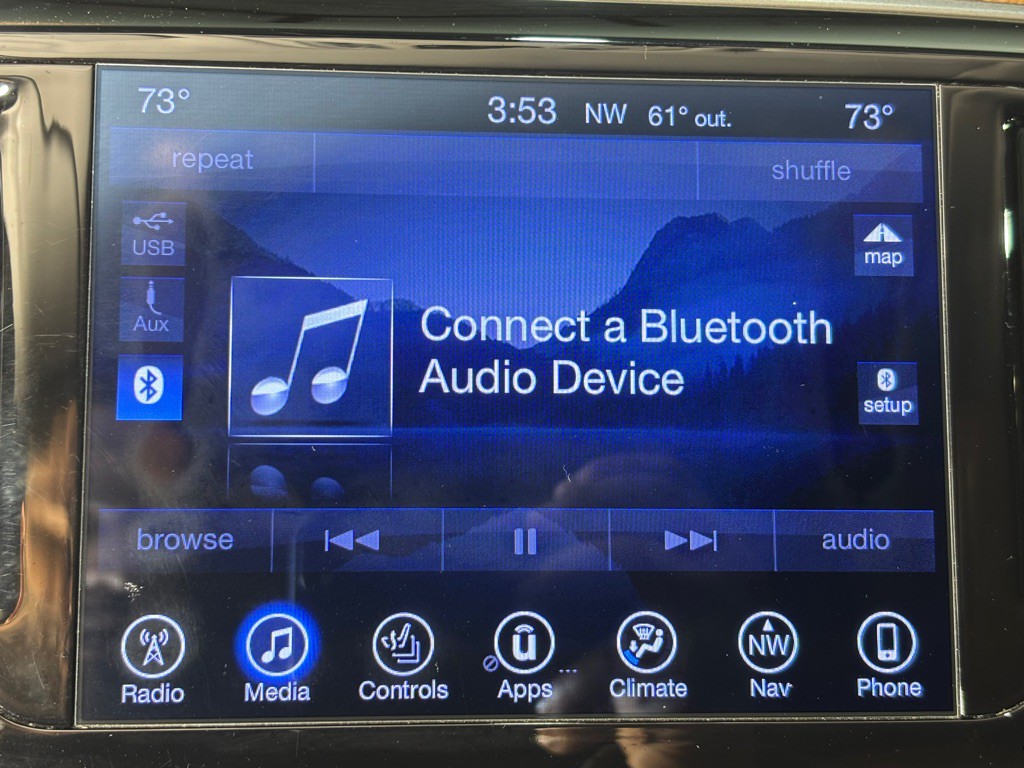 73° 3:53 NW 61° out. 73°
repeat shuffle
USB
map
Aux
Connect a Bluetooth
Audio Device
setup
browse audio
NW
Radio Media Controls Apps Climate Nav Phone